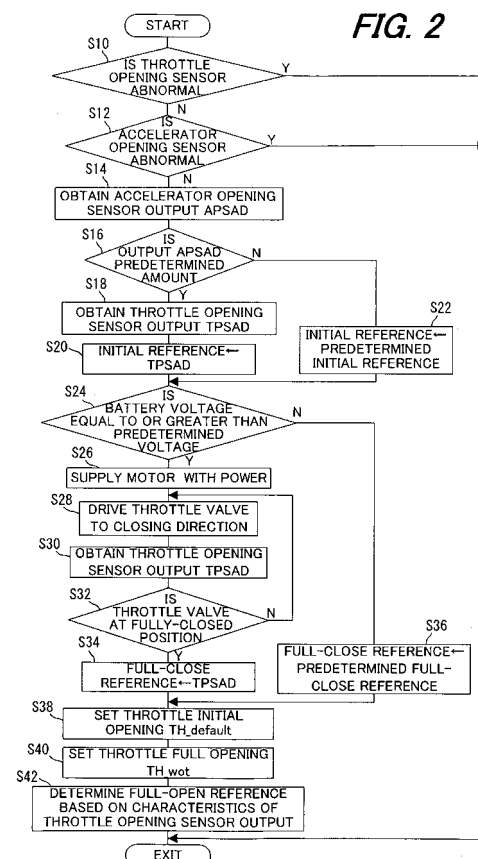 FIG. 2
START
S10
IS THROTTLE
OPENING SENSOR
ABNORMAL
Y
N
S12
IS
ACCELERATOR
OPENING SENSOR
ABNORMAL
Y
N
S14
OBTAIN ACCELERATOR OPENING
SENSOR OUTPUT APSAD
S16
IS
OUTPUT APSAD
PREDETERMINED
AMOUNT
N
Y
S18
OBTAIN THROTTLE OPENING
SENSOR OUTPUT TPSAD
S20
INITIAL REFERENCE←
TPSAD
S22
INITIAL REFERENCE←
PREDETERMINED
INITIAL REFERENCE
S24
IS
BATTERY VOLTAGE
EQUAL TO OR GREATER THAN
PREDETERMINED
VOLTAGE
N
Y
S26
SUPPLY MOTOR WITH POWER
S28
DRIVE THROTTLE VALVE
TO CLOSING DIRECTION
S30
OBTAIN THROTTLE OPENING
SENSOR OUTPUT TPSAD
S32
IS
THROTTLE VALVE
AT FULLY-CLOSED
POSITION
N
Y
S34
FULL-CLOSE
REFERENCE←TPSAD
S36
FULL-CLOSE REFERENCE←
PREDETERMINED FULL-
CLOSE REFERENCE
S38
SET THROTTLE INITIAL
OPENING TH_default
S40
SET THROTTLE FULL OPENING
TH_wot
S42
DETERMINE FULL-OPEN REFERENCE
BASED ON CHARACTERISTICS OF
THROTTLE OPENING SENSOR OUTPUT
EXIT